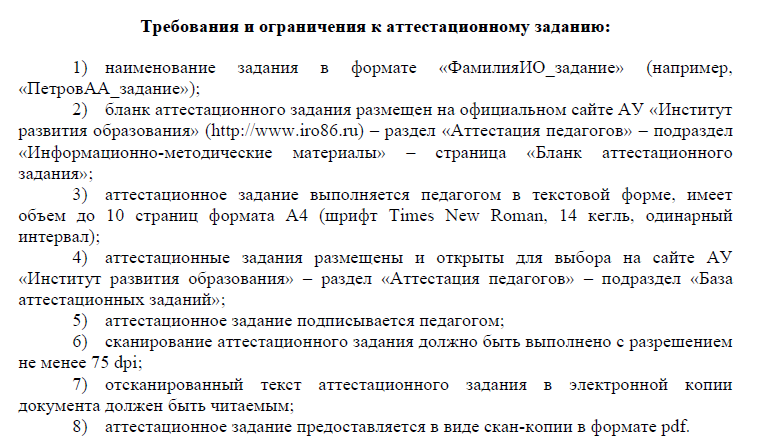 Требования и ограничения к аттестационному заданию:
1) наименование задания в формате «ФамилияИО_задание» (например,
«ПетровАА_задание»);
2) бланк аттестационного задания размещен на официальном сайте АУ «Институт
развития образования» (http://www.iro86.ru) – раздел «Аттестация педагогов» – подраздел
«Информационно-методические материалы» – страница «Бланк аттестационного
задания»;
3) аттестационное задание выполняется педагогом в текстовой форме, имеет
объем до 10 страниц формата А4 (шрифт Times New Roman, 14 кегль, одинарный
интервал);
4) аттестационные задания размещены и открыты для выбора на сайте АУ
«Институт развития образования» – раздел «Аттестация педагогов» – подраздел «База
аттестационных заданий»;
5) аттестационное задание подписывается педагогом;
6) сканирование аттестационного задания должно быть выполнено с разрешением
не менее 75 dpi;
7) отсканированный текст аттестационного задания в электронной копии
документа должен быть читаемым;
8) аттестационное задание предоставляется в виде скан-копии в формате pdf.